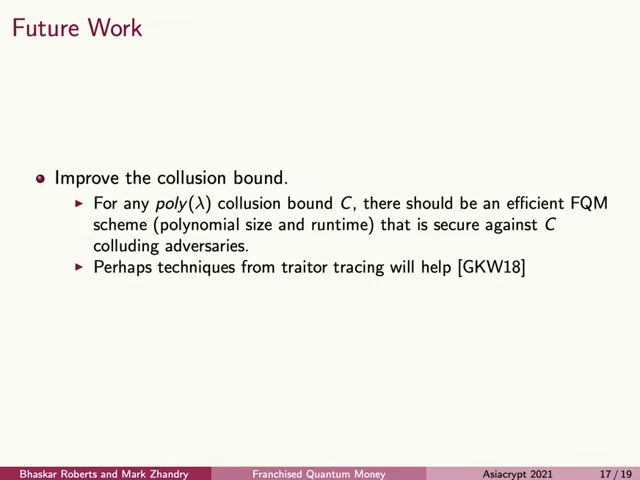 Future Work
Improve the collusion bound.
For any poly(λ) collusion bound C, there should be an efficient FQM
scheme (polynomial size and runtime) that is secure against C
colluding adversaries.
Perhaps techniques from traitor tracing will help [GKW18]
Bhaskar Roberts and Mark Zhandry Franchised Quantum Money Asiacrypt 2021 17 / 19